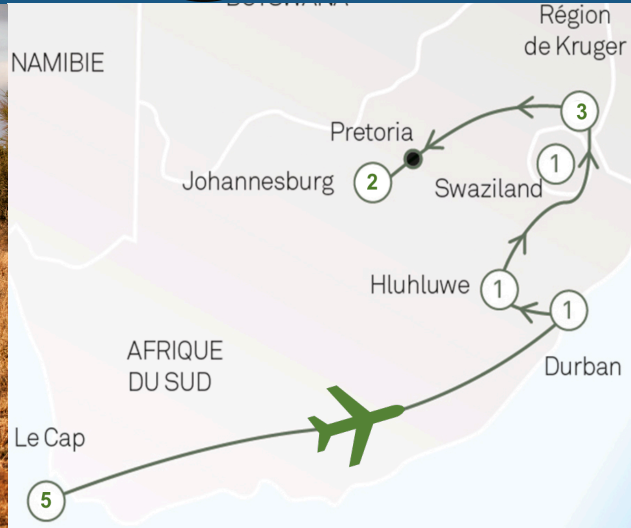 BOTSWANA
Région
de Kruger
NAMIBIE
3
Pretoria
1
Johannesburg
2
Swaziland
Hluhluwe
1
1
AFRIQUE
DU SUD
Durban
Le Cap
5